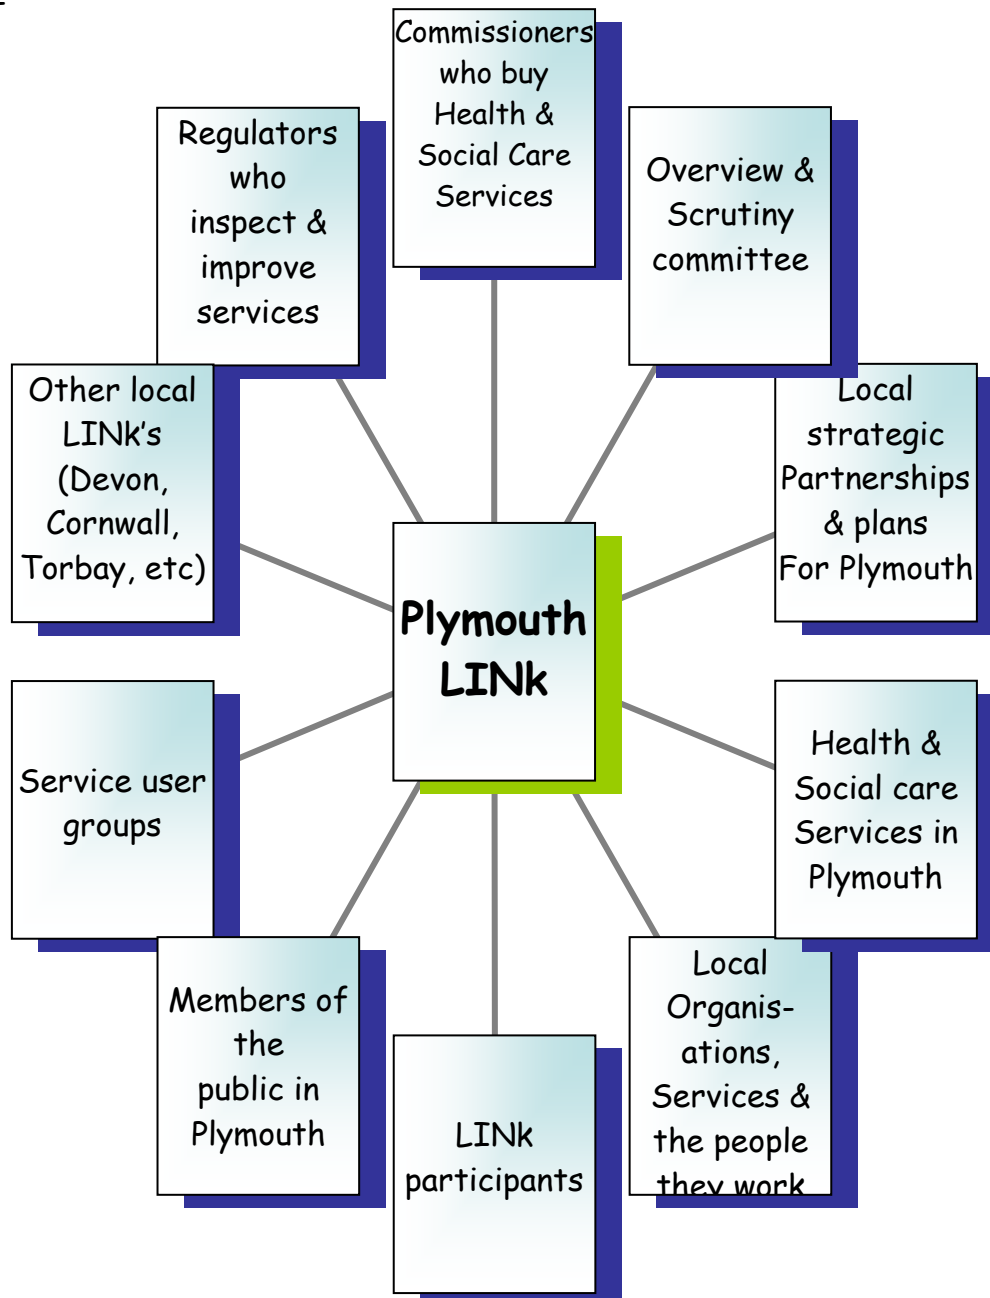 Commissioners
who buy
Health &
Social Care
Services
Regulators
who
inspect &
improve
services
Overview &
Scrutiny
committee
Other local
LINk's
(Devon,
Cornwall,
Torbay, etc)
Local
strategic
Partnerships
& plans
For Plymouth
Plymouth
LINk
Service user
groups
Health &
Social care
Services in
Plymouth
Members of
the
public in
Plymouth
LINk
participants
Local
Organis-
ations,
Services &
the people
they work